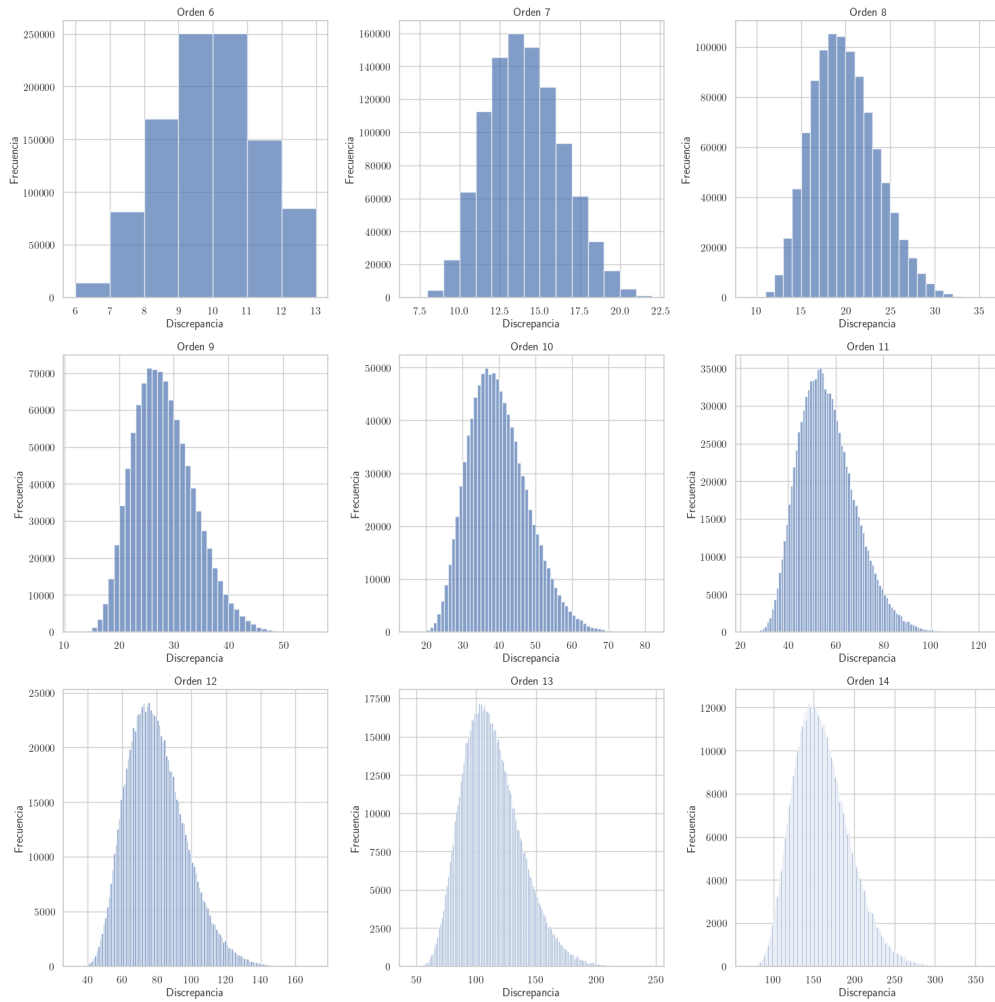 Orden 6
Frecuencia
250000
200000
150000
100000
50000
0
6 7 8 9 10 11 12 13
Discrepancia
Orden 7
Frecuencia
160000
140000
120000
100000
80000
60000
40000
20000
0
7.5 10.0 12.5 15.0 17.5 20.0 22.5
Discrepancia
Orden 8
Frecuencia
100000
80000
60000
40000
20000
0
10 15 20 25 30 35
Discrepancia
Orden 9
Frecuencia
70000
60000
50000
40000
30000
20000
10000
0
10 20 30 40 50
Discrepancia
Orden 10
Frecuencia
50000
40000
30000
20000
10000
0
20 30 40 50 60 70 80
Discrepancia
Orden 11
Frecuencia
35000
30000
25000
20000
15000
10000
5000
0
20 40 60 80 100 120
Discrepancia
Orden 12
Frecuencia
25000
20000
15000
10000
5000
0
40 60 80 100 120 140 160
Discrepancia
Orden 13
Frecuencia
17500
15000
12500
10000
7500
5000
2500
0
50 100 150 200 250
Discrepancia
Orden 14
Frecuencia
12000
10000
8000
6000
4000
2000
0
100 150 200 250 300 350
Discrepancia